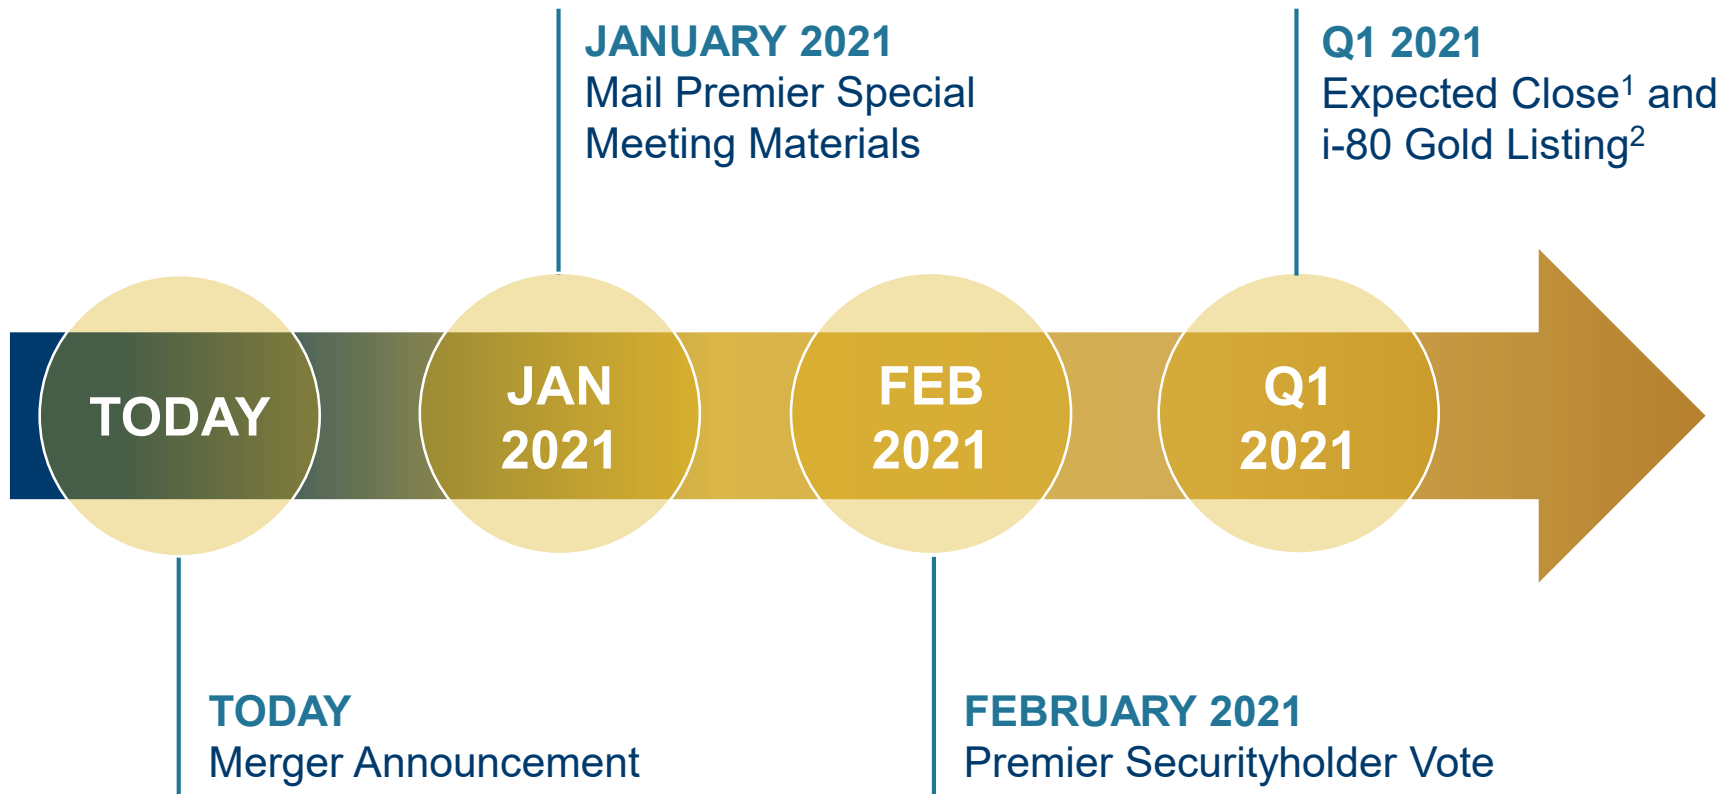 JANUARY 2021
Mail Premier Special
Meeting Materials
Q1 2021
Expected Close¹ and
i-80 Gold Listing²
TODAY
JAN
2021
FEB
2021
Q1
2021
TODAY
Merger Announcement
FEBRUARY 2021
Premier Securityholder Vote